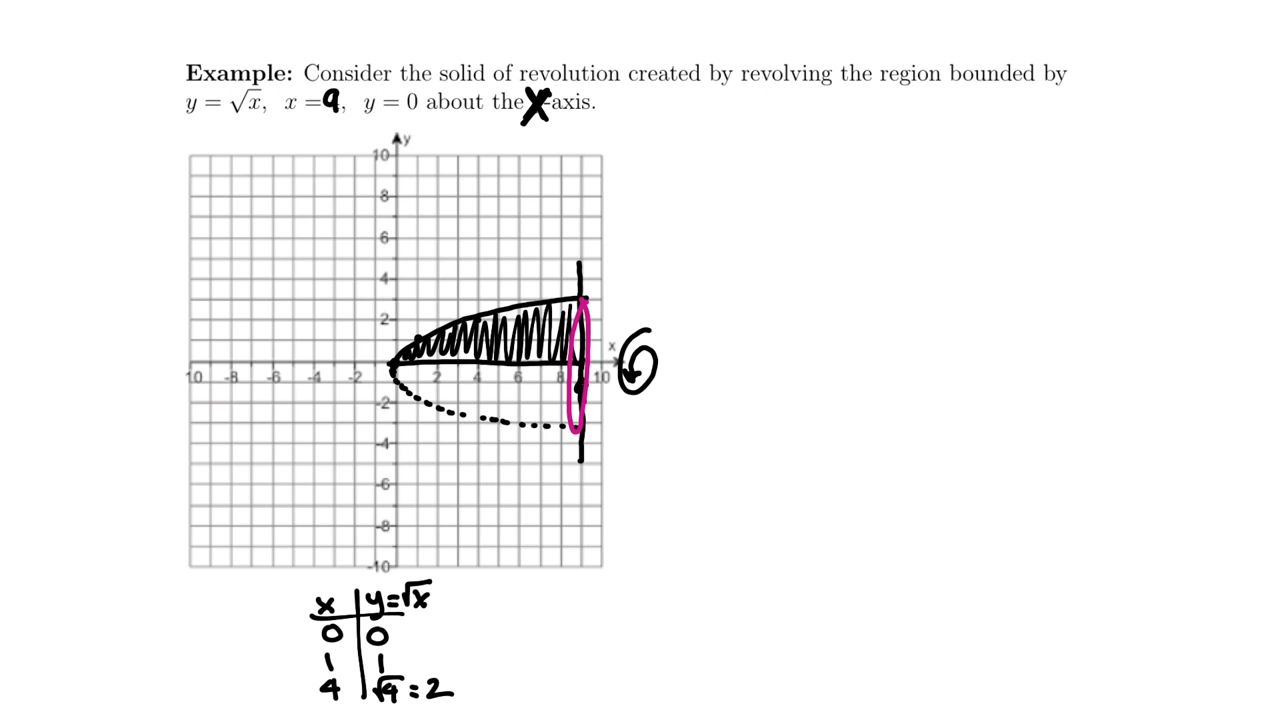 Example: Consider the solid of revolution created by revolving the region bounded by
y = √x, x = 9, y = 0 about the X axis.
y
10
8
6
4
2
x
10 -8 -6 -4 -2 2 4 6 8 10
-2
-4
-6
-8
-10
x y=√x
0 0
1 1
4 √4 = 2